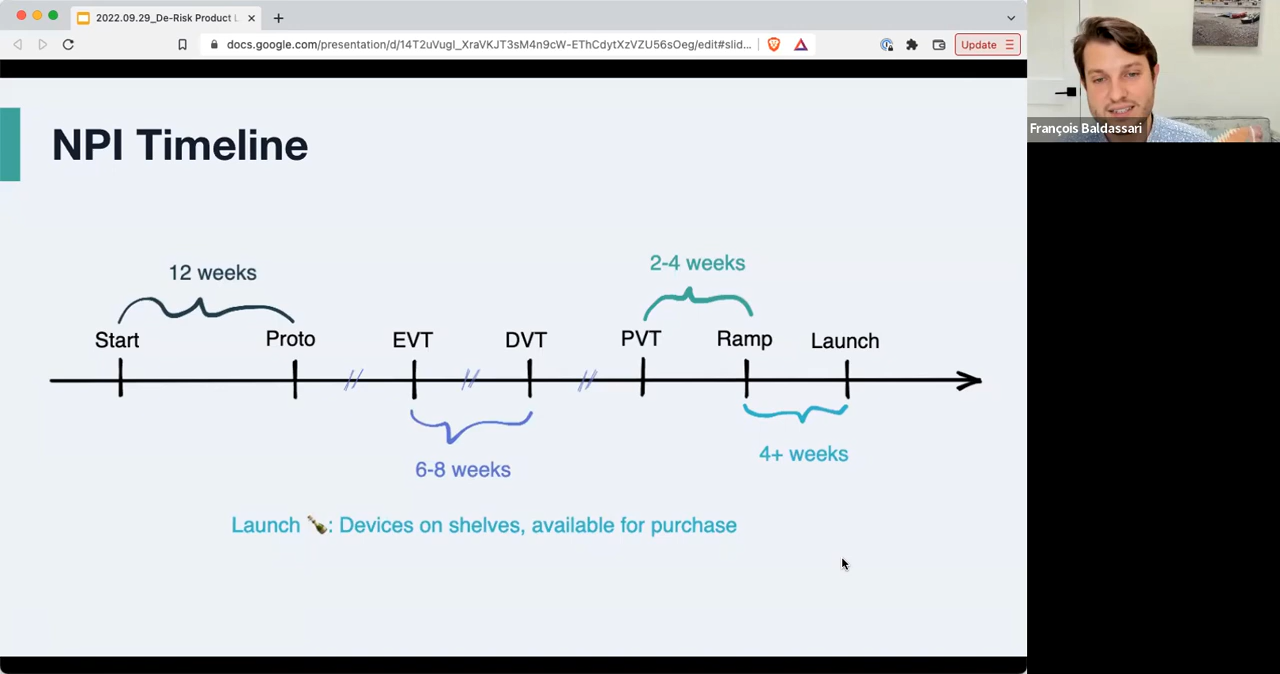 2022.09.29_De-Risk Product L
docs.google.com/presentation/d/14T2uVugI_XraVKJT3sM4n9cW-EThCdytXzVZU56sOeg/edit#slid...
Update
NPI Timeline
12 weeks
2-4 weeks
Start
Proto
EVT
DVT
PVT
Ramp
Launch
6-8 weeks
4+ weeks
Launch 🍾: Devices on shelves, available for purchase
François Baldassari